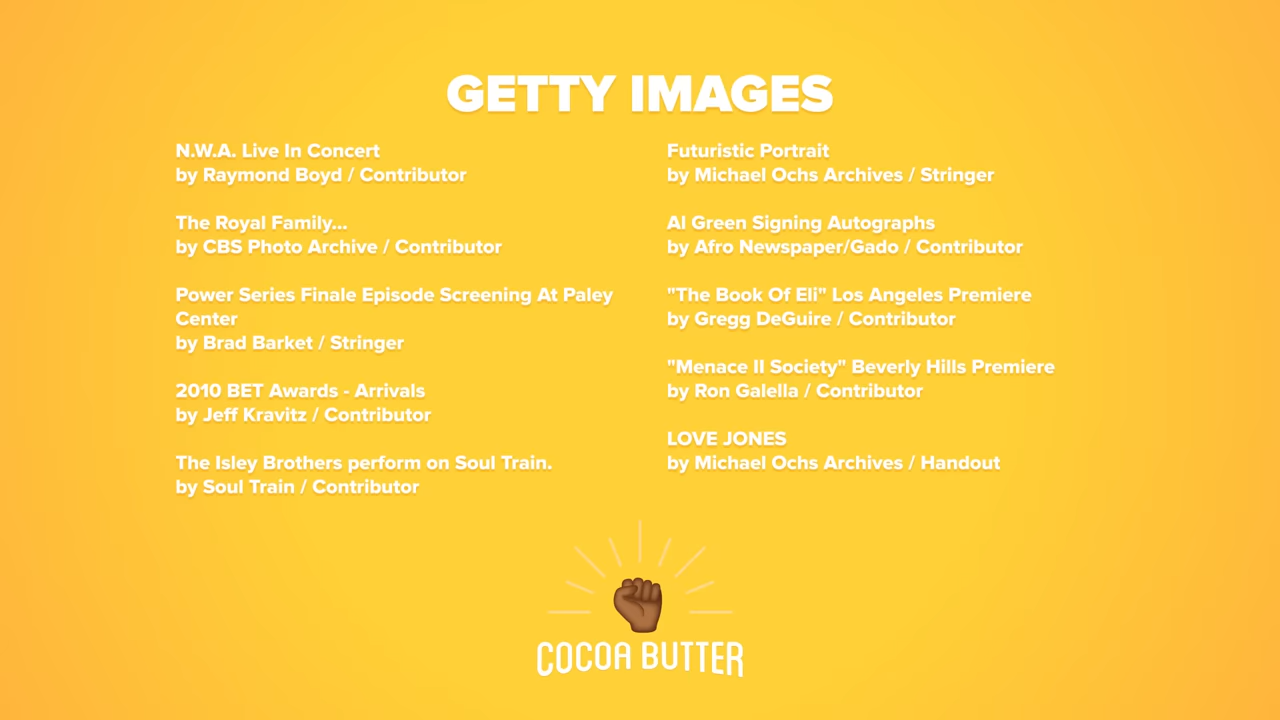 GETTY IMAGES
N.W.A. Live In Concert
by Raymond Boyd / Contributor
The Royal Family...
by CBS Photo Archive / Contributor
Power Series Finale Episode Screening At Paley
Center
by Brad Barket / Stringer
2010 BET Awards - Arrivals
by Jeff Kravitz / Contributor
The Isley Brothers perform on Soul Train.
by Soul Train / Contributor
Futuristic Portrait
by Michael Ochs Archives / Stringer
Al Green Signing Autographs
by Afro Newspaper/Gado / Contributor
"The Book Of Eli" Los Angeles Premiere
by Gregg DeGuire / Contributor
"Menace II Society" Beverly Hills Premiere
by Ron Galella / Contributor
LOVE JONES
by Michael Ochs Archives / Handout
COCOA BUTTER